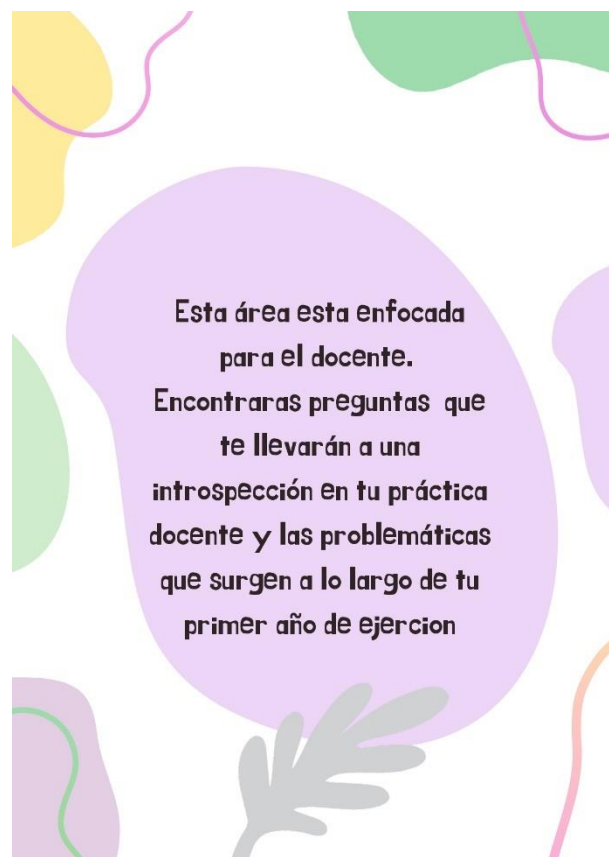 Esta área esta enfocada
para el docente.
Encontraras preguntas que
te llevarán a una
introspección en tu práctica
docente y las problemáticas
que surgen a lo largo de tu
primer año de ejercion